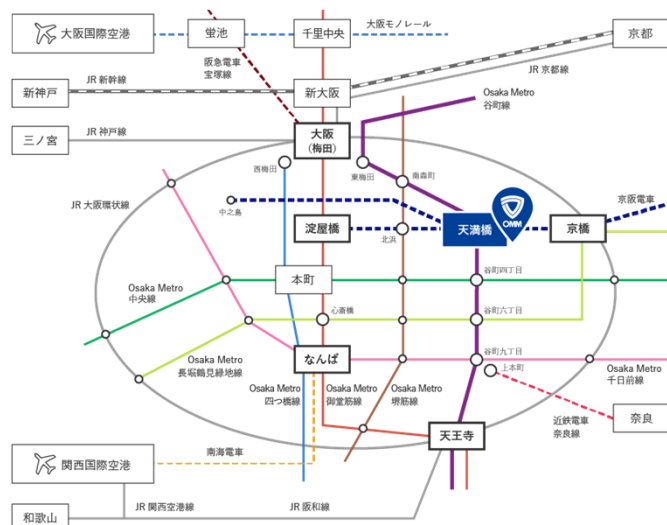 大阪国際空港
蛍池
千里中央
大阪モノレール
京都
阪急電車
宝塚線
JR 新幹線
JR 京都線
新神戸
新大阪
Osaka Metro
谷町線
三ノ宮
JR 神戸線
大阪
(梅田)
西梅田
東梅田
南森町
JR 大阪環状線
中之島
京阪電車
淀屋橋
北浜
天満橋
OMM
京橋
本町
谷町四丁目
Osaka Metro
中央線
心斎橋
谷町六丁目
Osaka Metro
長堀鶴見緑地線
なんば
谷町九丁目
上本町
Osaka Metro
千日前線
Osaka Metro
四つ橋線
Osaka Metro
御堂筋線
Osaka Metro
堺筋線
近鉄電車
奈良線
奈良
天王寺
関西国際空港
南海電車
和歌山
JR 関西空港線
JR 阪和線